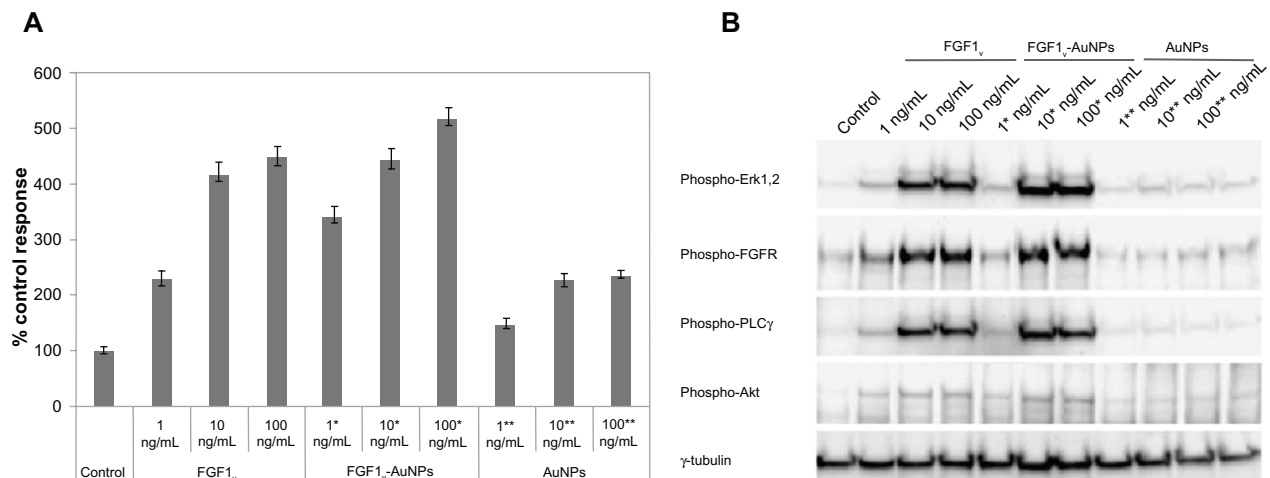 A
600
500
400
300
200
100
0
% control response
1 10 100 1* 10* 100* 1** 10** 100**
ng/mL ng/mL ng/mL ng/mL ng/mL ng/mL ng/mL ng/mL ng/mL
Control FGF1ᵥ FGF1ᵥ-AuNPs AuNPs
B
FGF1ᵥ FGF1ᵥ-AuNPs AuNPs
Control
1 ng/mL
10 ng/mL
100 ng/mL
1* ng/mL
10* ng/mL
100* ng/mL
1** ng/mL
10** ng/mL
100** ng/mL
Phospho-Erk1,2
Phospho-FGFR
Phospho-PLCγ
Phospho-Akt
γ-tubulin